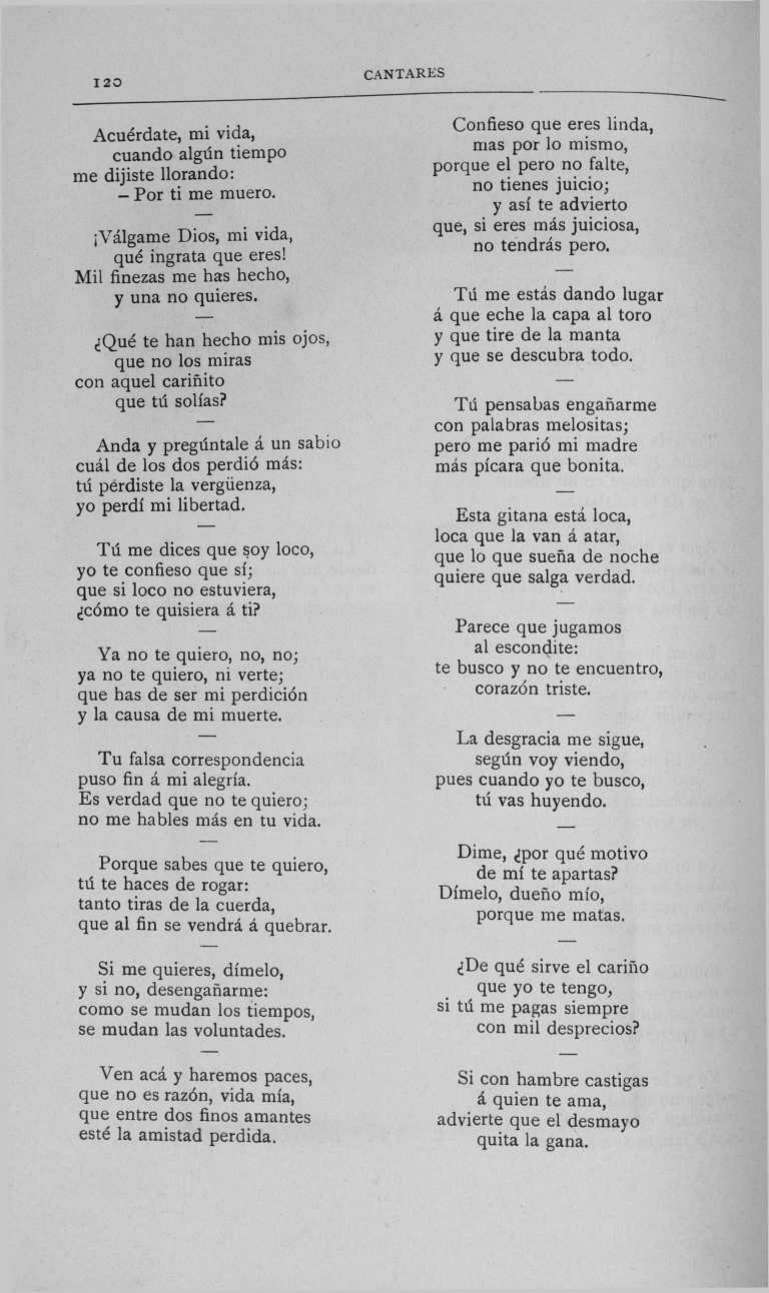 120
CANTARES
Acuérdate, mi vida,
cuando algún tiempo
me dijiste llorando:
– Por ti me muero.
¡Válgame Dios, mi vida,
qué ingrata que eres!
Mil finezas me has hecho,
y una no quieres.
¿Qué te han hecho mis ojos,
que no los miras
con aquel cariñito
que tú solías?
Anda y pregúntale á un sabio
cuál de los dos perdió más:
tú perdiste la vergüenza,
yo perdí mi libertad.
Tú me dices que soy loco,
yo te confieso que sí;
que si loco no estuviera,
¿cómo te quisiera á ti?
Ya no te quiero, no, no;
ya no te quiero, ni verte;
que has de ser mi perdición
y la causa de mi muerte.
Tu falsa correspondencia
puso fin á mi alegría.
Es verdad que no te quiero;
no me hables más en tu vida.
Porque sabes que te quiero,
tú te haces de rogar:
tanto tiras de la cuerda,
que al fin se vendrá á quebrar.
Si me quieres, dímelo,
y si no, desengañarme:
como se mudan los tiempos,
se mudan las voluntades.
Ven acá y haremos paces,
que no es razón, vida mía,
que entre dos finos amantes
esté la amistad perdida.
Confieso que eres linda,
mas por lo mismo,
porque el pero no falte,
no tienes juicio;
y así te advierto
que, si eres más juiciosa,
no tendrás pero.
Tú me estás dando lugar
á que eche la capa al toro
y que tire de la manta
y que se descubra todo.
Tú pensabas engañarme
con palabras melositas;
pero me parió mi madre
más pícara que bonita.
Esta gitana está loca,
loca que la van á atar,
que lo que sueña de noche
quiere que salga verdad.
Parece que jugamos
al escondite:
te busco y no te encuentro,
corazón triste.
La desgracia me sigue,
según voy viendo,
pues cuando yo te busco,
tú vas huyendo.
Dime, ¿por qué motivo
de mí te apartas?
Dímelo, dueño mío,
porque me matas.
¿De qué sirve el cariño
que yo te tengo,
si tú me pagas siempre
con mil desprecios?
Si con hambre castigas
á quien te ama,
advierte que el desmayo
quita la gana.